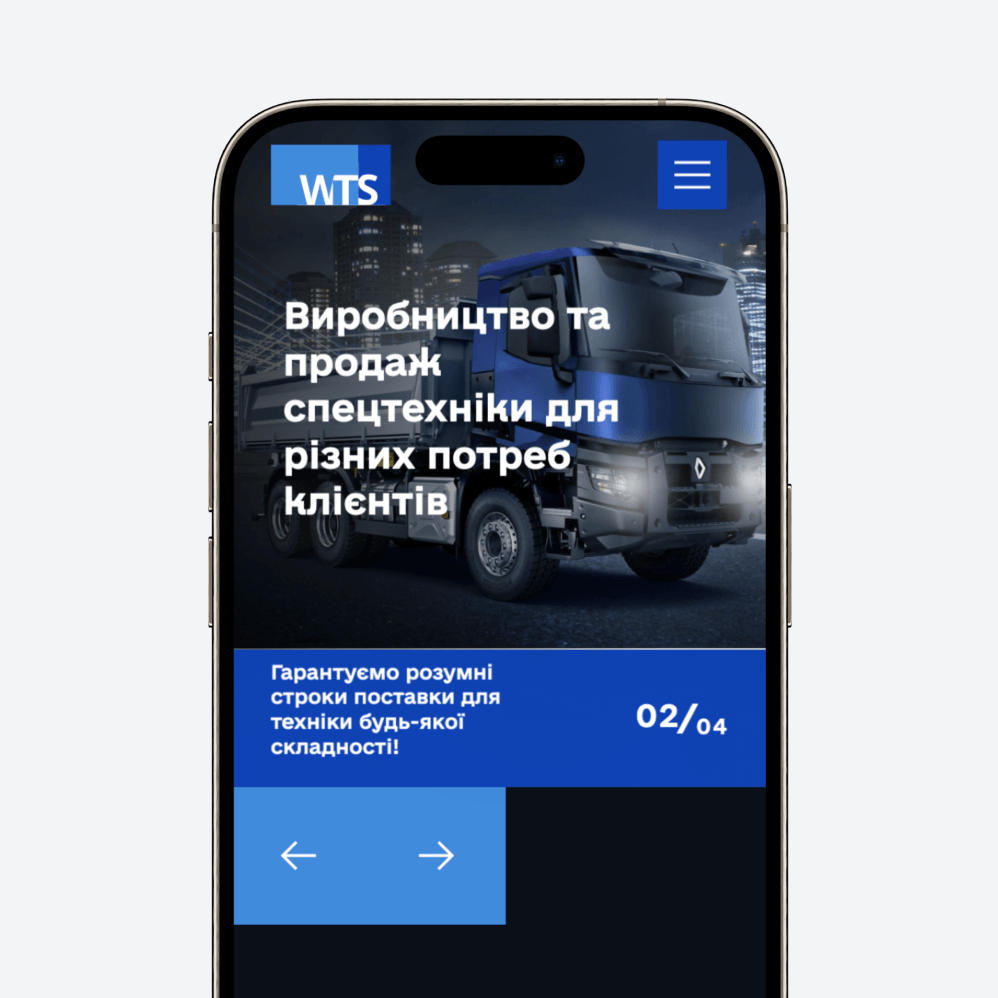 WTS
Виробництво та
продаж
спецтехніки для
різних потреб
клієнтів
Гарантуємо розумні
строки поставки для
техніки будь-якої
складності!
02/04